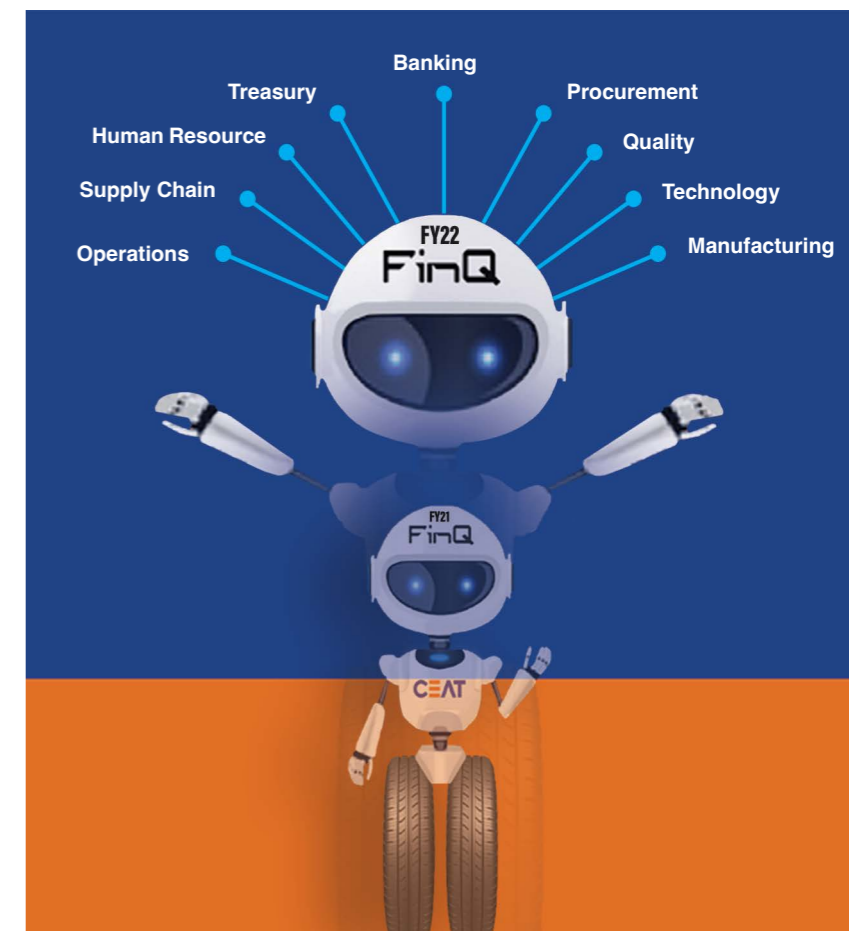 Banking
Treasury
Procurement
Human Resource
Quality
Supply Chain
Technology
Operations
Manufacturing
FY22
FinQ
FY21
FinQ
CEAT